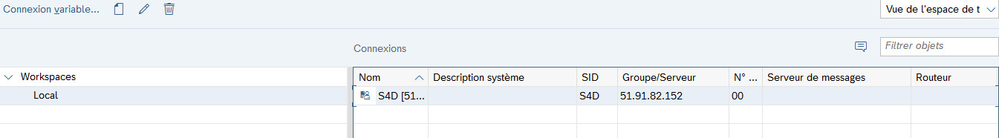 Connexion variable... Vue de l'espace de t
Connexions Filtrer objets
Workspaces Nom Description système SID Groupe/Serveur N° ... Serveur de messages Routeur
Local S4D [51... S4D 51.91.82.152 00